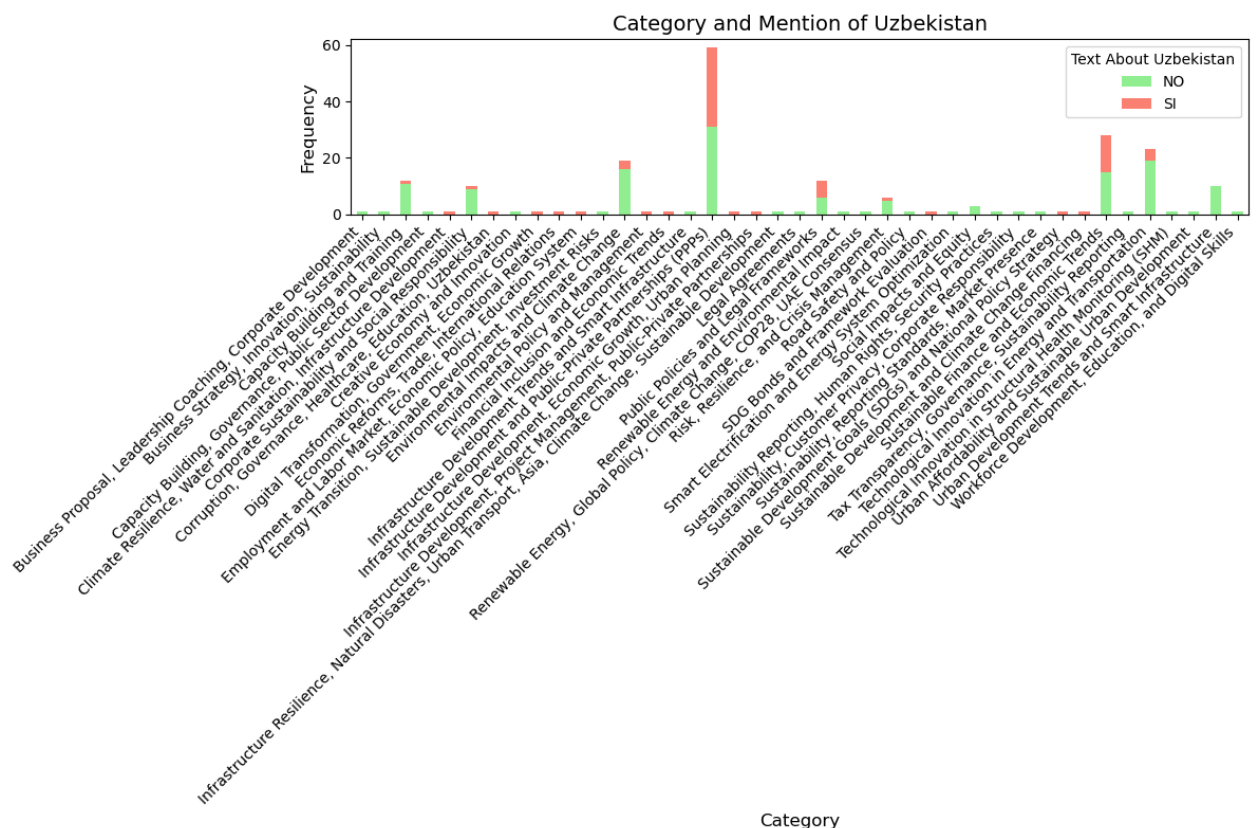 Category and Mention of Uzbekistan
Frequency
60
40
20
0
Text About Uzbekistan
NO
SI
Business Proposal, Leadership Coaching, Corporate Development
Business Strategy, Innovation, Sustainability
Capacity Building and Training
Capacity Building, Governance, Public Sector Development
Climate Resilience, Water and Sanitation, Infrastructure Development
Corporate Sustainability and Social Responsibility
Corruption, Governance, Healthcare, Education, Uzbekistan
Creative Economy and Innovation
Digital Transformation, Government, Economic Growth
Economic Reforms, Trade, International Relations
Employment and Labor Market, Economic Policy, Education System
Energy Transition, Sustainable Development, Investment Risks
Environmental Impacts and Climate Change
Environmental Policy and Management
Financial Inclusion and Economic Trends
Infrastructure Development Trends and Smart Infrastructure
Infrastructure Development and Public-Private Partnerships (PPPs)
Infrastructure Development, Economic Growth, Urban Planning
Infrastructure Development, Project Management, Public-Private Partnerships
Infrastructure Resilience, Natural Disasters, Urban Transport, Asia, Climate Change, Sustainable Development
Legal Agreements
Public Policies and Legal Frameworks
Renewable Energy and Environmental Impact
Renewable Energy, Global Policy, Climate Change, COP28, UAE Consensus
Risk, Resilience, and Crisis Management
Road Safety and Policy
SDG Bonds and Framework Evaluation
Smart Electrification and Energy System Optimization
Social Impacts and Equity
Sustainability Reporting, Human Rights, Security Practices
Sustainability, Customer Privacy, Corporate Responsibility
Sustainability, Reporting Standards, Market Presence
Sustainable Development Goals (SDGs) and National Policy Strategy
Sustainable Development and Climate Change Financing
Sustainable Finance and Economic Trends
Tax Transparency, Governance, Sustainability Reporting
Technological Innovation in Energy and Transportation
Technological Innovation in Structural Health Monitoring (SHM)
Urban Affordability and Sustainable Urban Development
Urban Development Trends and Smart Infrastructure
Workforce Development, Education, and Digital Skills
Category